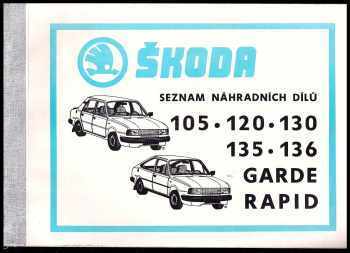 ŠKODA
SEZNAM NÁHRADNÍCH DÍLŮ
105 • 120 • 130
135 • 136
GARDE
RAPID